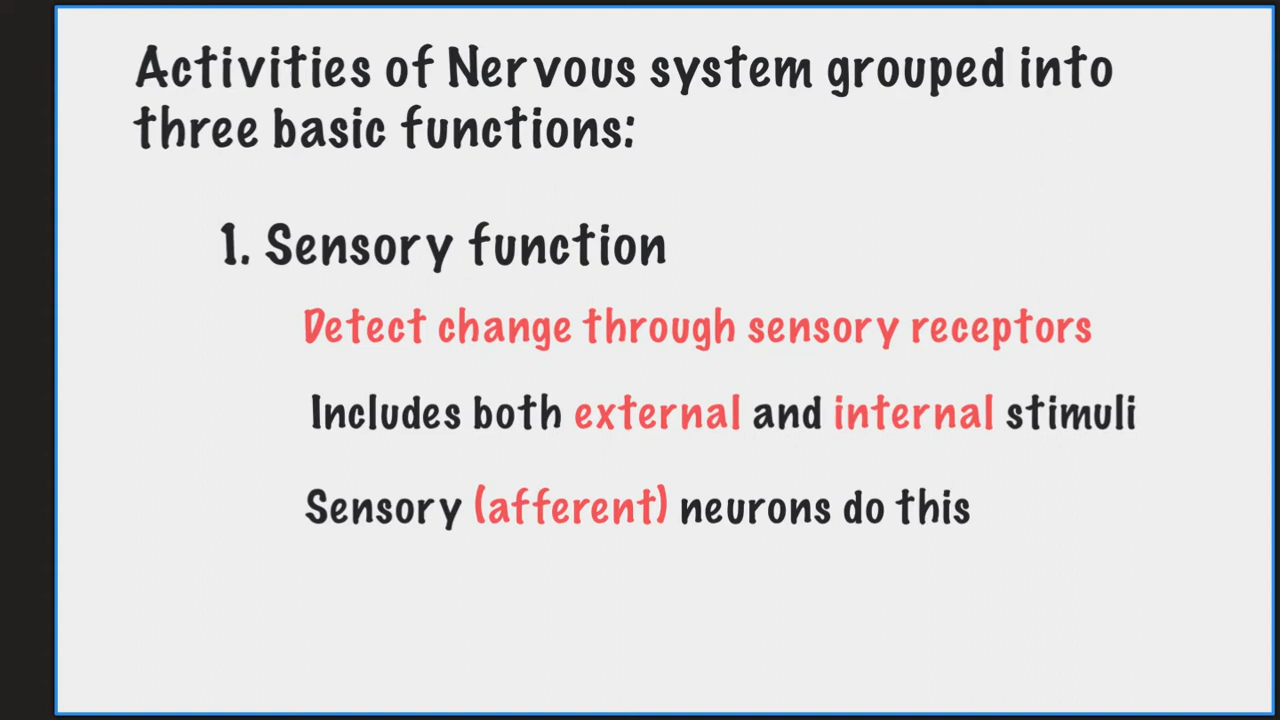 Activities of Nervous system grouped into
three basic functions:
1. Sensory function
Detect change through sensory receptors
Includes both external and internal stimuli
Sensory (afferent) neurons do this